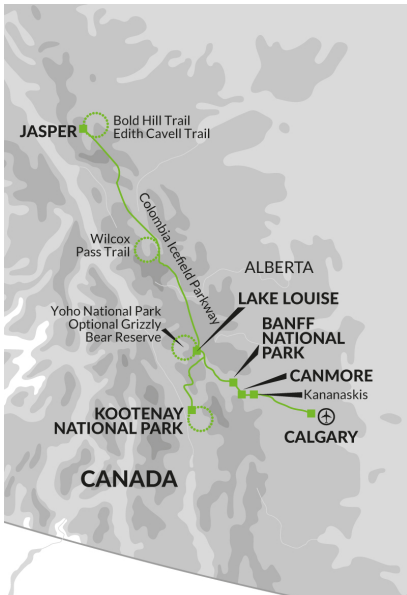 Bold Hill Trail
Edith Cavell Trail
JASPER
Colombia Icefield Parkway
Wilcox
Pass Trail
ALBERTA
LAKE LOUISE
Yoho National Park
Optional Grizzly
Bear Reserve
BANFF
NATIONAL
PARK
CANMORE
Kananaskis
KOOTENAY
NATIONAL PARK
CALGARY
CANADA